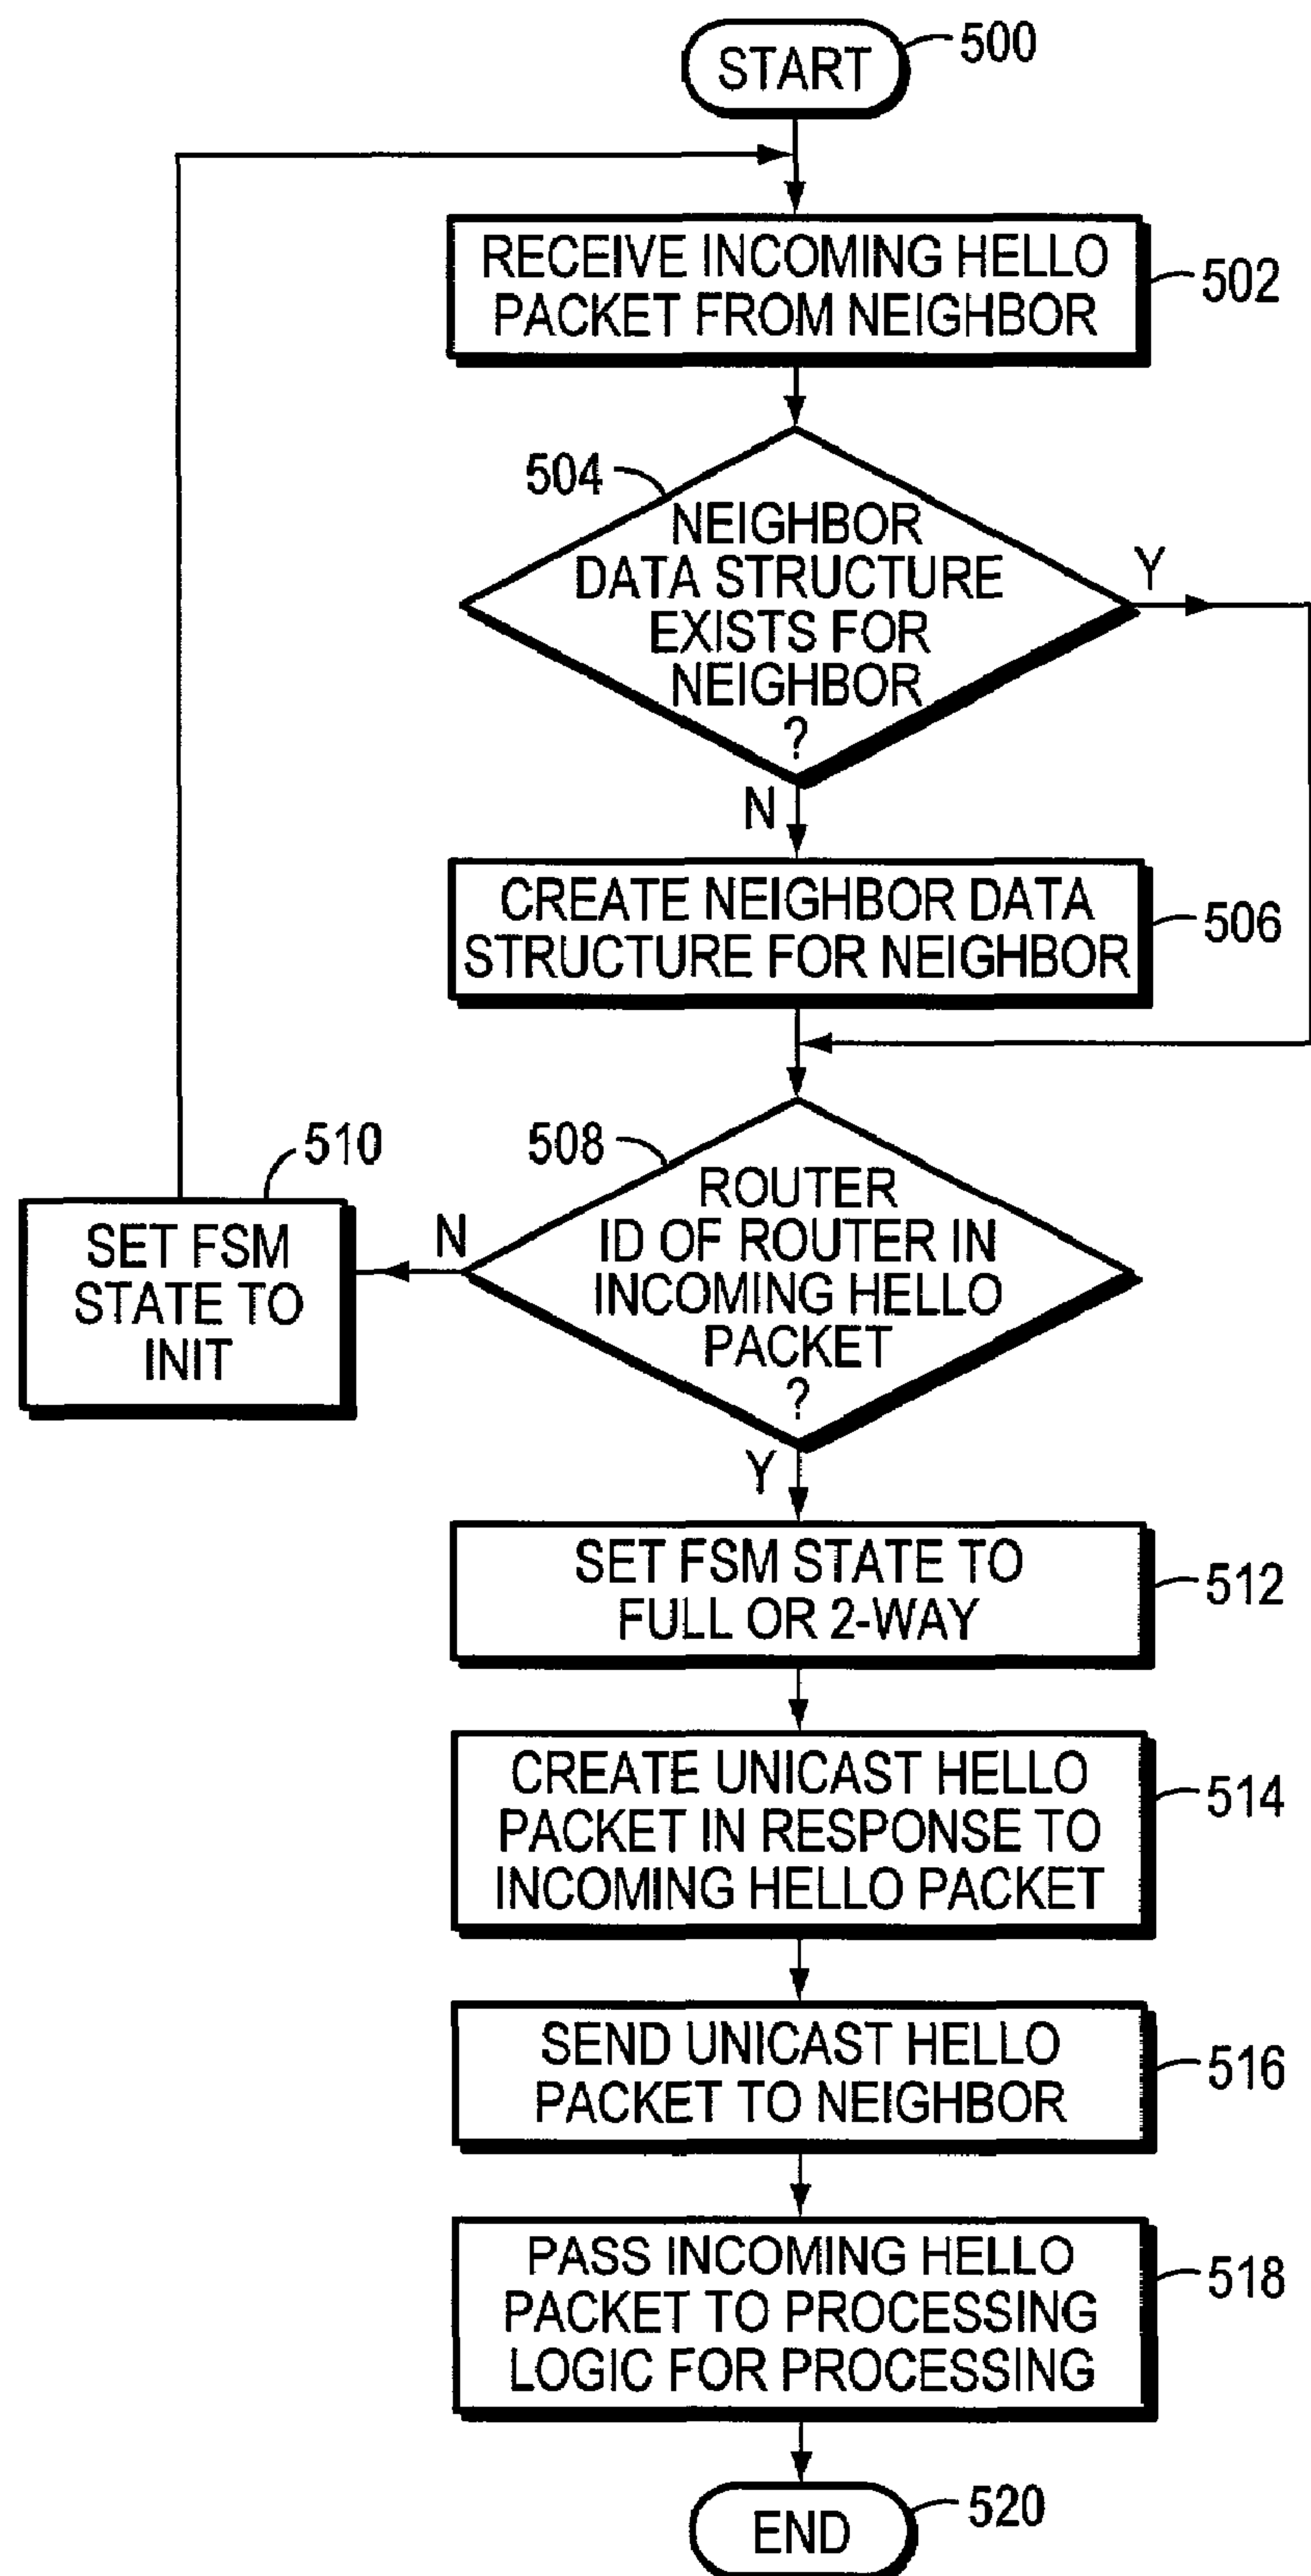 START
500
RECEIVE INCOMING HELLO
PACKET FROM NEIGHBOR
502
504
NEIGHBOR
DATA STRUCTURE
EXISTS FOR
NEIGHBOR
?
Y
N
CREATE NEIGHBOR DATA
STRUCTURE FOR NEIGHBOR
506
508
ROUTER
ID OF ROUTER IN
INCOMING HELLO
PACKET
?
N
510
SET FSM
STATE TO
INIT
Y
SET FSM STATE TO
FULL OR 2-WAY
512
CREATE UNICAST HELLO
PACKET IN RESPONSE TO
INCOMING HELLO PACKET
514
SEND UNICAST HELLO
PACKET TO NEIGHBOR
516
PASS INCOMING HELLO
PACKET TO PROCESSING
LOGIC FOR PROCESSING
518
END
520